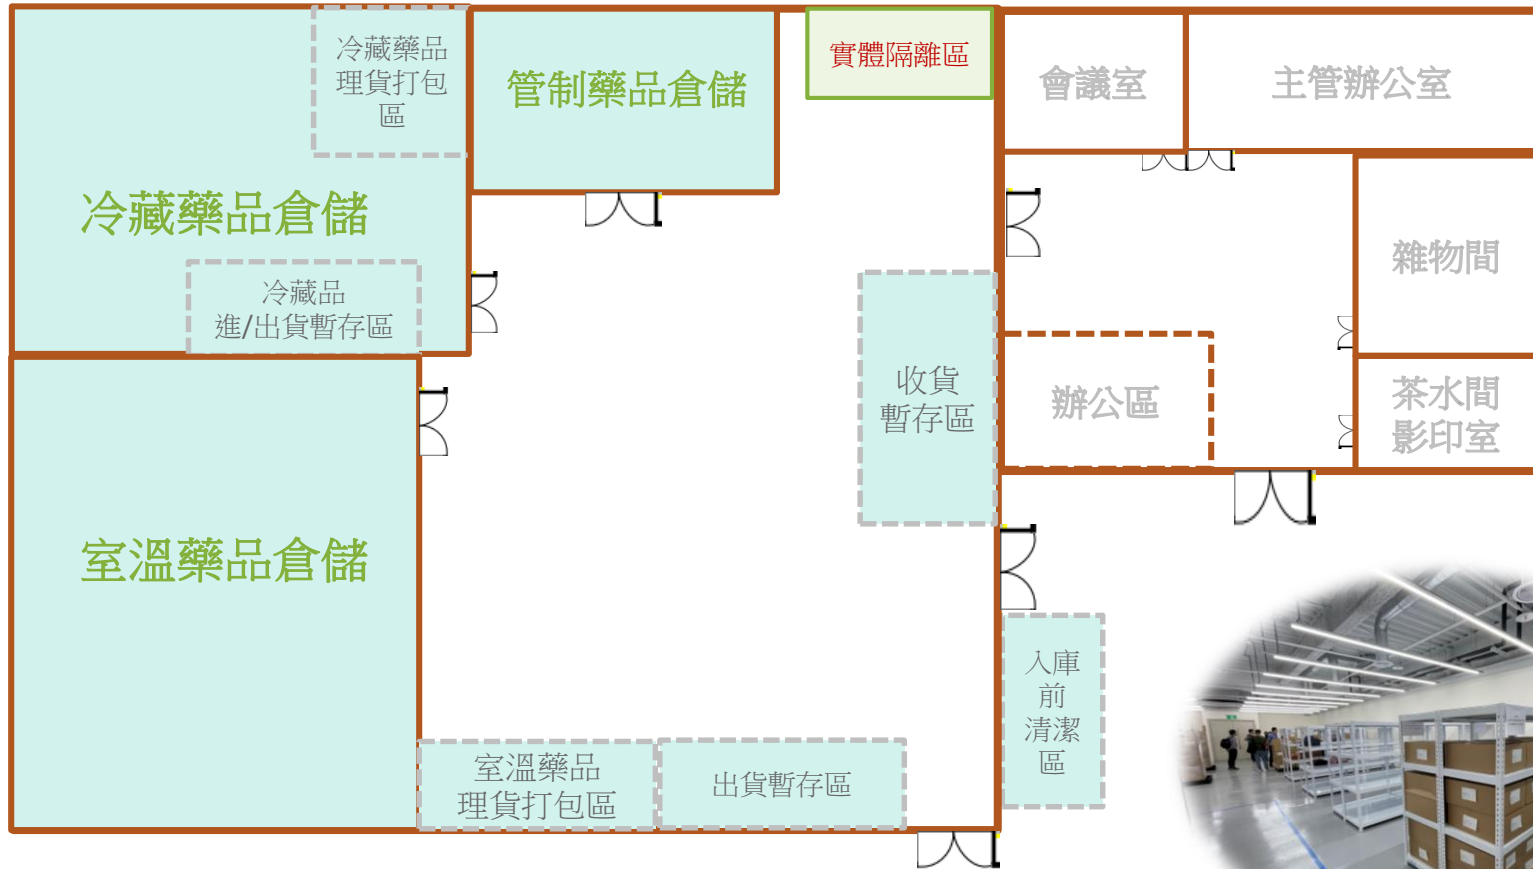 冷藏藥品
理貨打包
區
管制藥品倉儲
實體隔離區
會議室
主管辦公室
冷藏藥品倉儲
雜物間
冷藏品
進/出貨暫存區
收貨
暫存區
辦公區
茶水間
影印室
室溫藥品倉儲
入庫
前
清潔
區
室溫藥品
理貨打包區
出貨暫存區